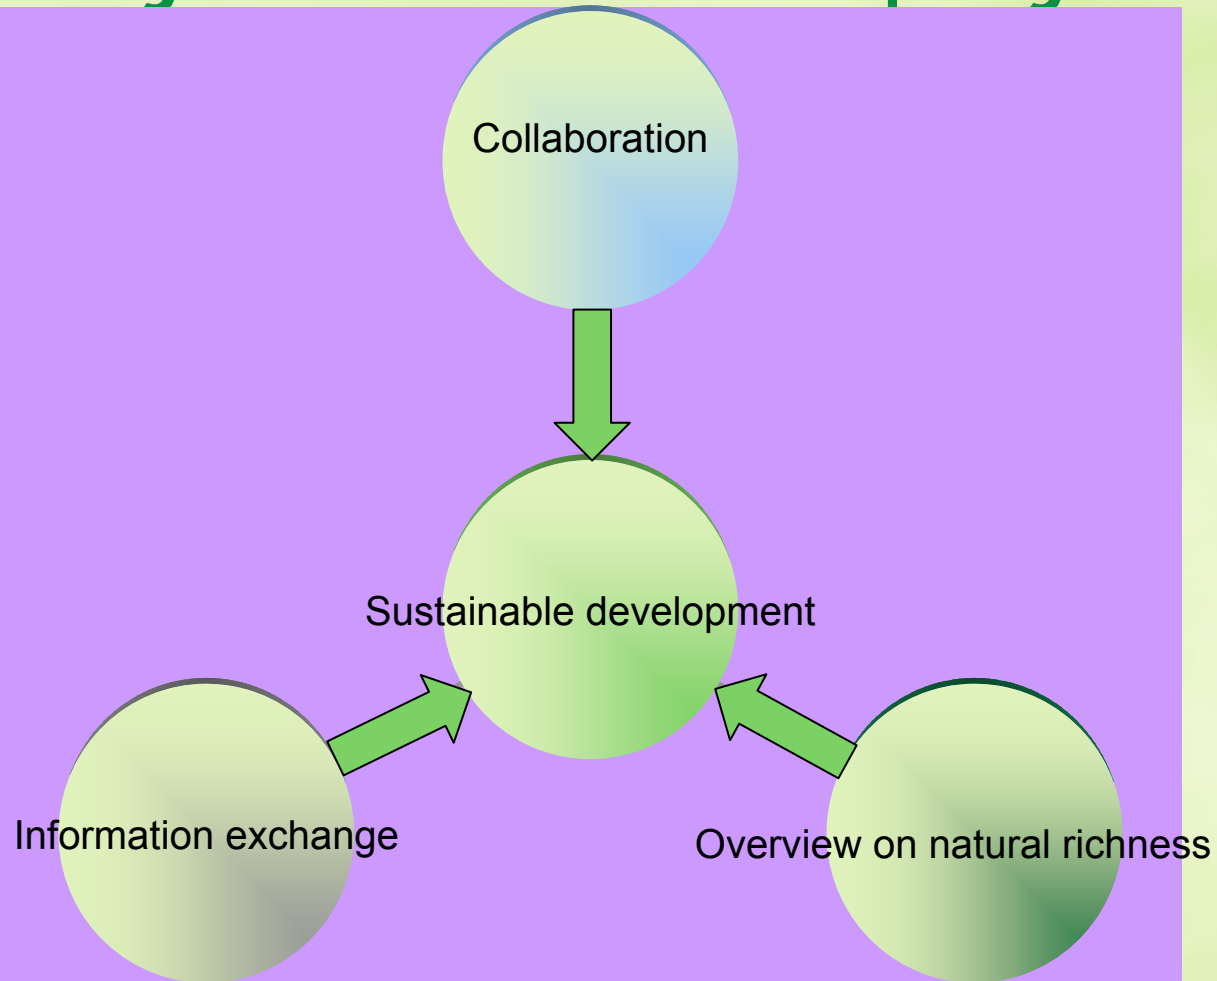 Collaboration
Sustainable development
Information exchange
Overview on natural richness